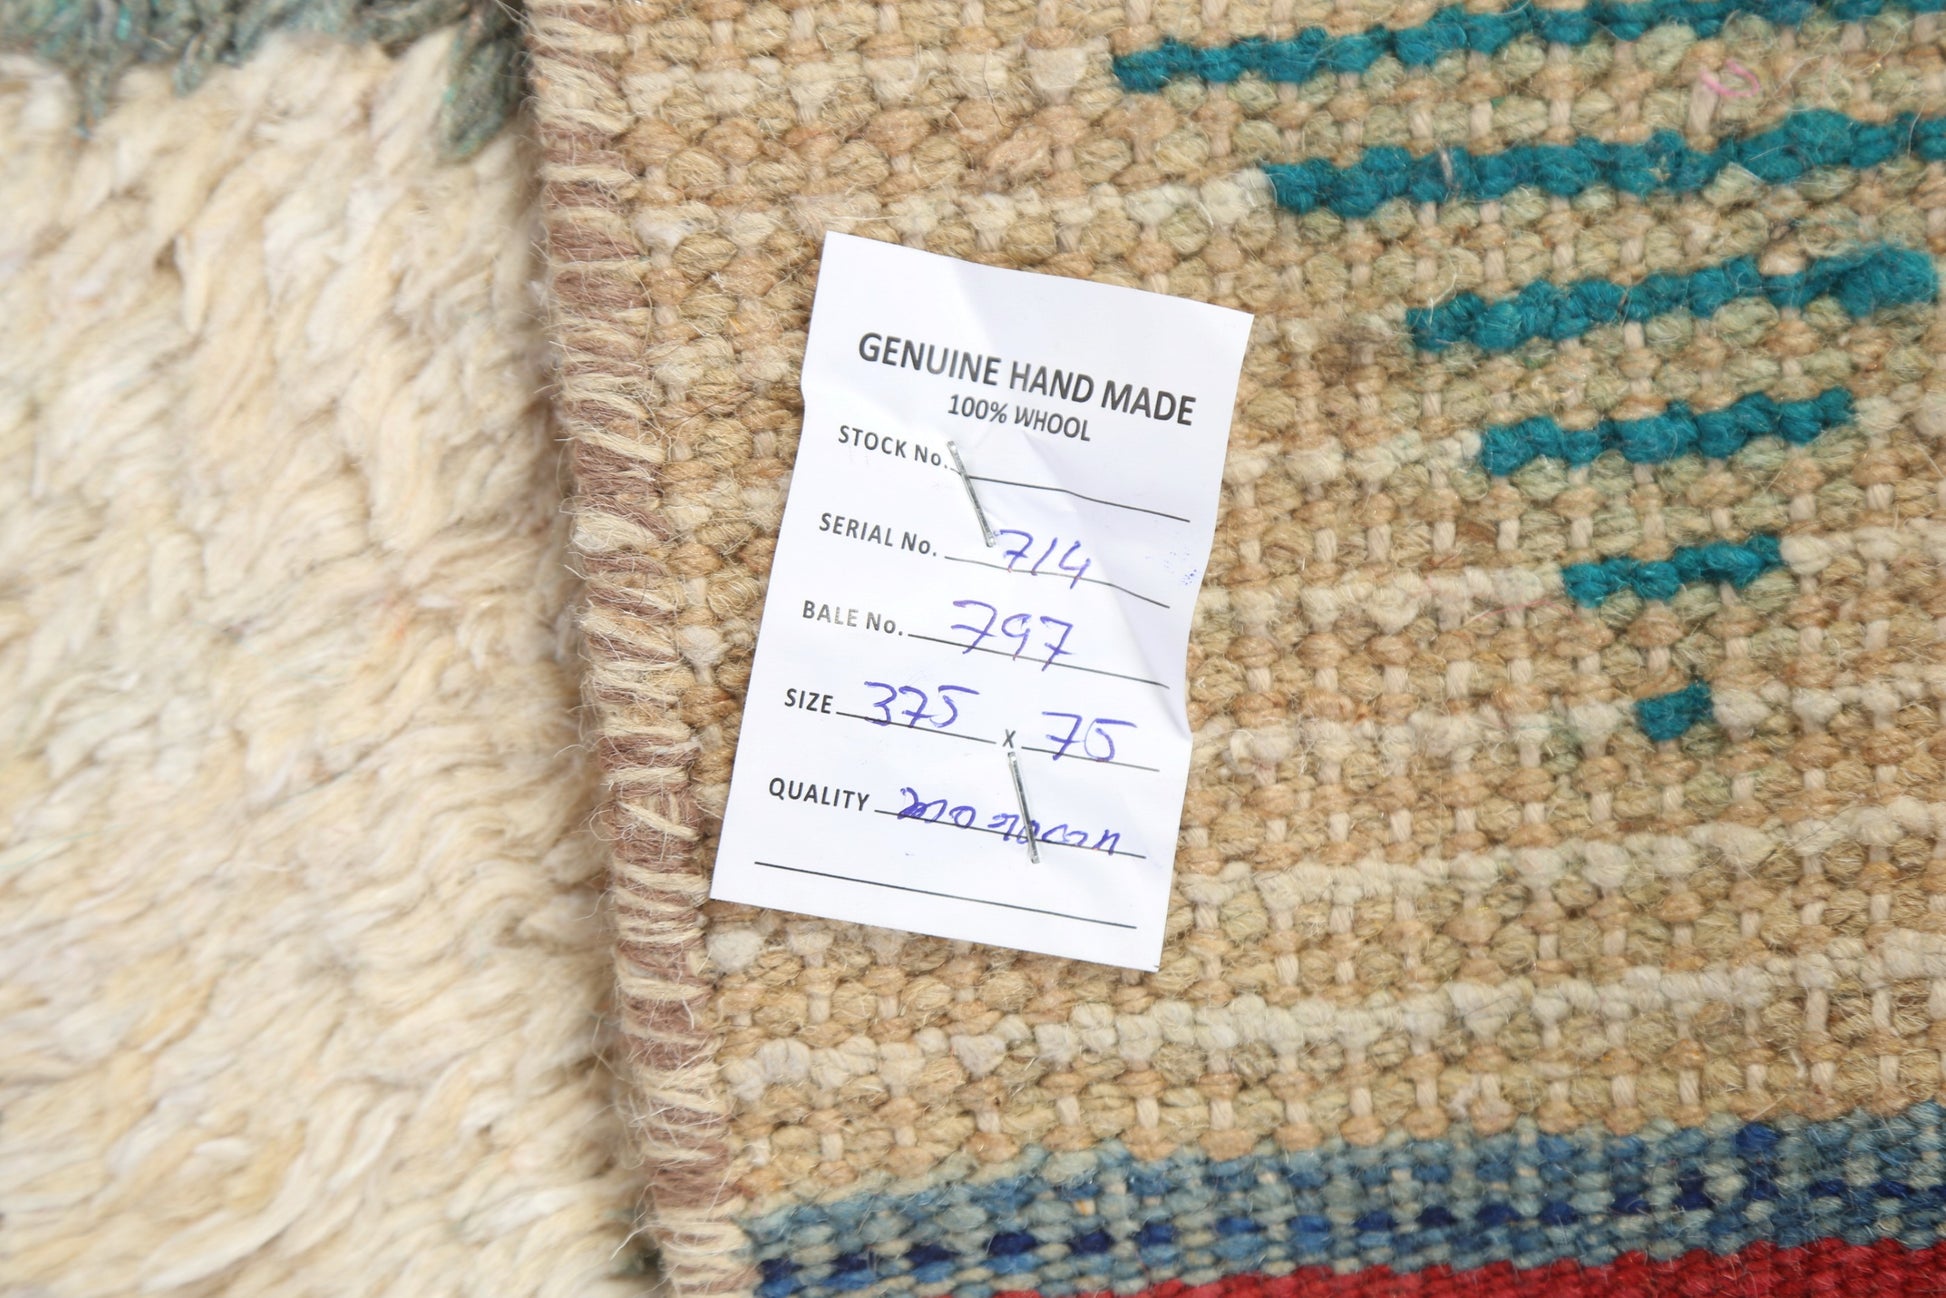 GENUINE HAND MADE
100% WHOOL
STOCK No.
SERIAL No. 714
BALE No. 797
SIZE 375 x 75
QUALITY